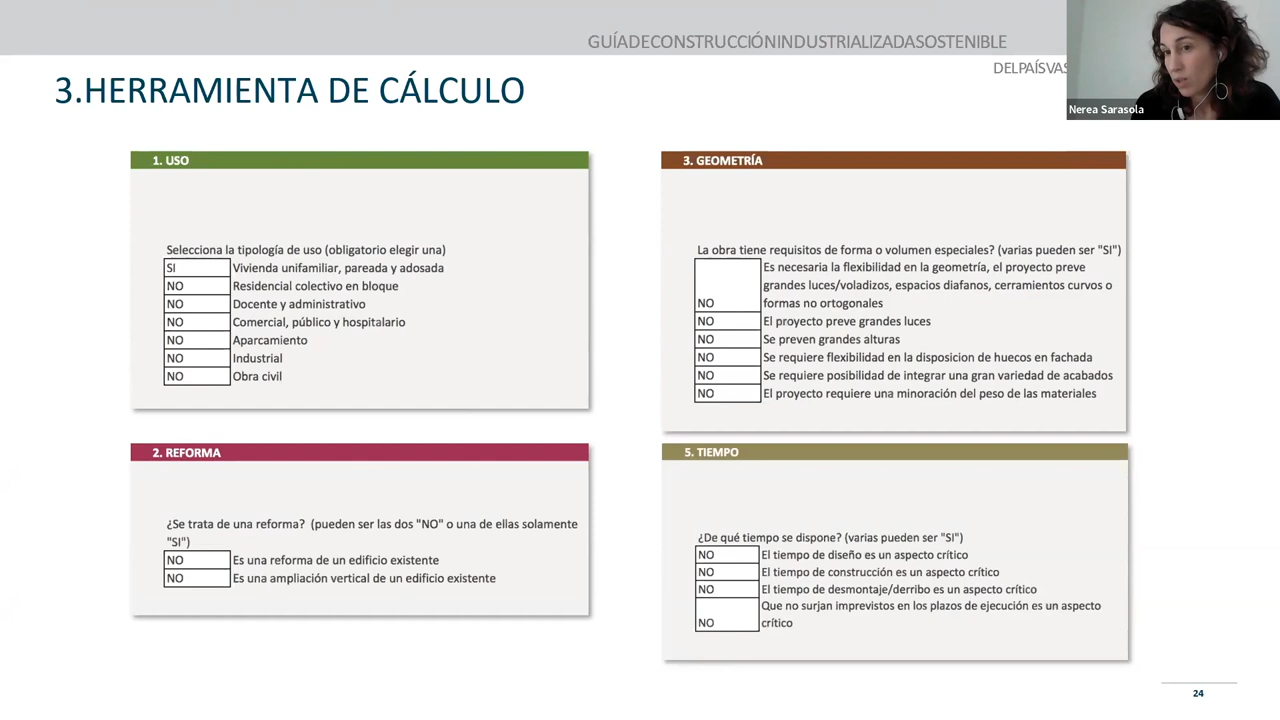 GUÍADECONSTRUCCIÓNINDUSTRIALIZADASOSTENIBLE
DELPAÍSVAS
Nerea Sarasola
3.HERRAMIENTA DE CÁLCULO
1. USO
Selecciona la tipología de uso (obligatorio elegir una)
SI Vivienda unifamiliar, pareada y adosada
NO Residencial colectivo en bloque
NO Docente y administrativo
NO Comercial, público y hospitalario
NO Aparcamiento
NO Industrial
NO Obra civil
3. GEOMETRÍA
La obra tiene requisitos de forma o volumen especiales? (varias pueden ser "SI")
Es necesaria la flexibilidad en la geometría, el proyecto preve
grandes luces/voladizos, espacios diafanos, cerramientos curvos o
NO formas no ortogonales
NO El proyecto preve grandes luces
NO Se preven grandes alturas
NO Se requiere flexibilidad en la disposicion de huecos en fachada
NO Se requiere posibilidad de integrar una gran variedad de acabados
NO El proyecto requiere una minoración del peso de las materiales
2. REFORMA
¿Se trata de una reforma? (pueden ser las dos "NO" o una de ellas solamente
"SI")
NO Es una reforma de un edificio existente
NO Es una ampliación vertical de un edificio existente
5. TIEMPO
¿De qué tiempo se dispone? (varias pueden ser "SI")
NO El tiempo de diseño es un aspecto crítico
NO El tiempo de construcción es un aspecto crítico
NO El tiempo de desmontaje/derribo es un aspecto crítico
Que no surjan imprevistos en los plazos de ejecución es un aspecto
NO crítico
24